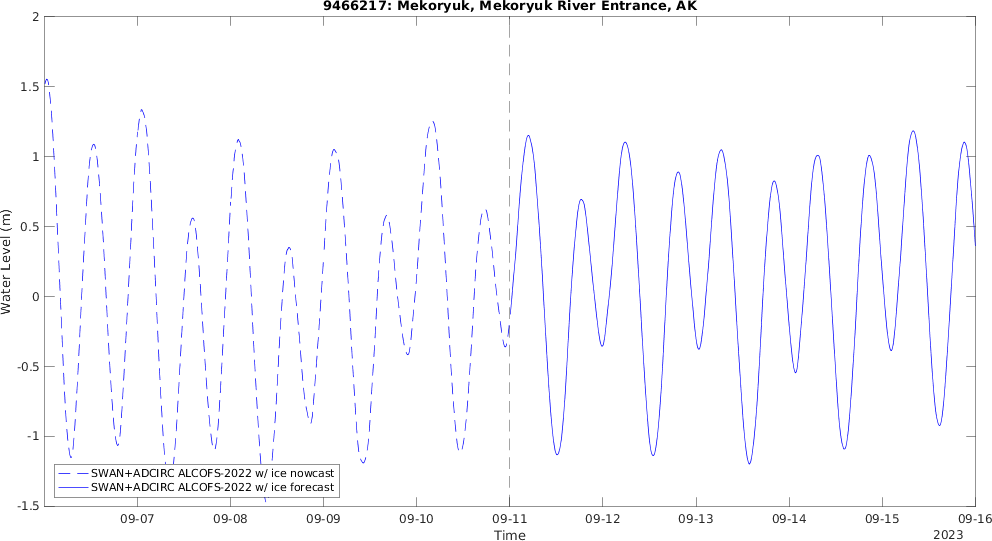 9466217: Mekoryuk, Mekoryuk River Entrance, AK
2
1.5
1
0.5
0
-0.5
-1
-1.5
Water Level (m)
SWAN+ADCIRC ALCOFS-2022 w/ ice nowcast
SWAN+ADCIRC ALCOFS-2022 w/ ice forecast
09-07 09-08 09-09 09-10 09-11 09-12 09-13 09-14 09-15 09-16
Time
2023